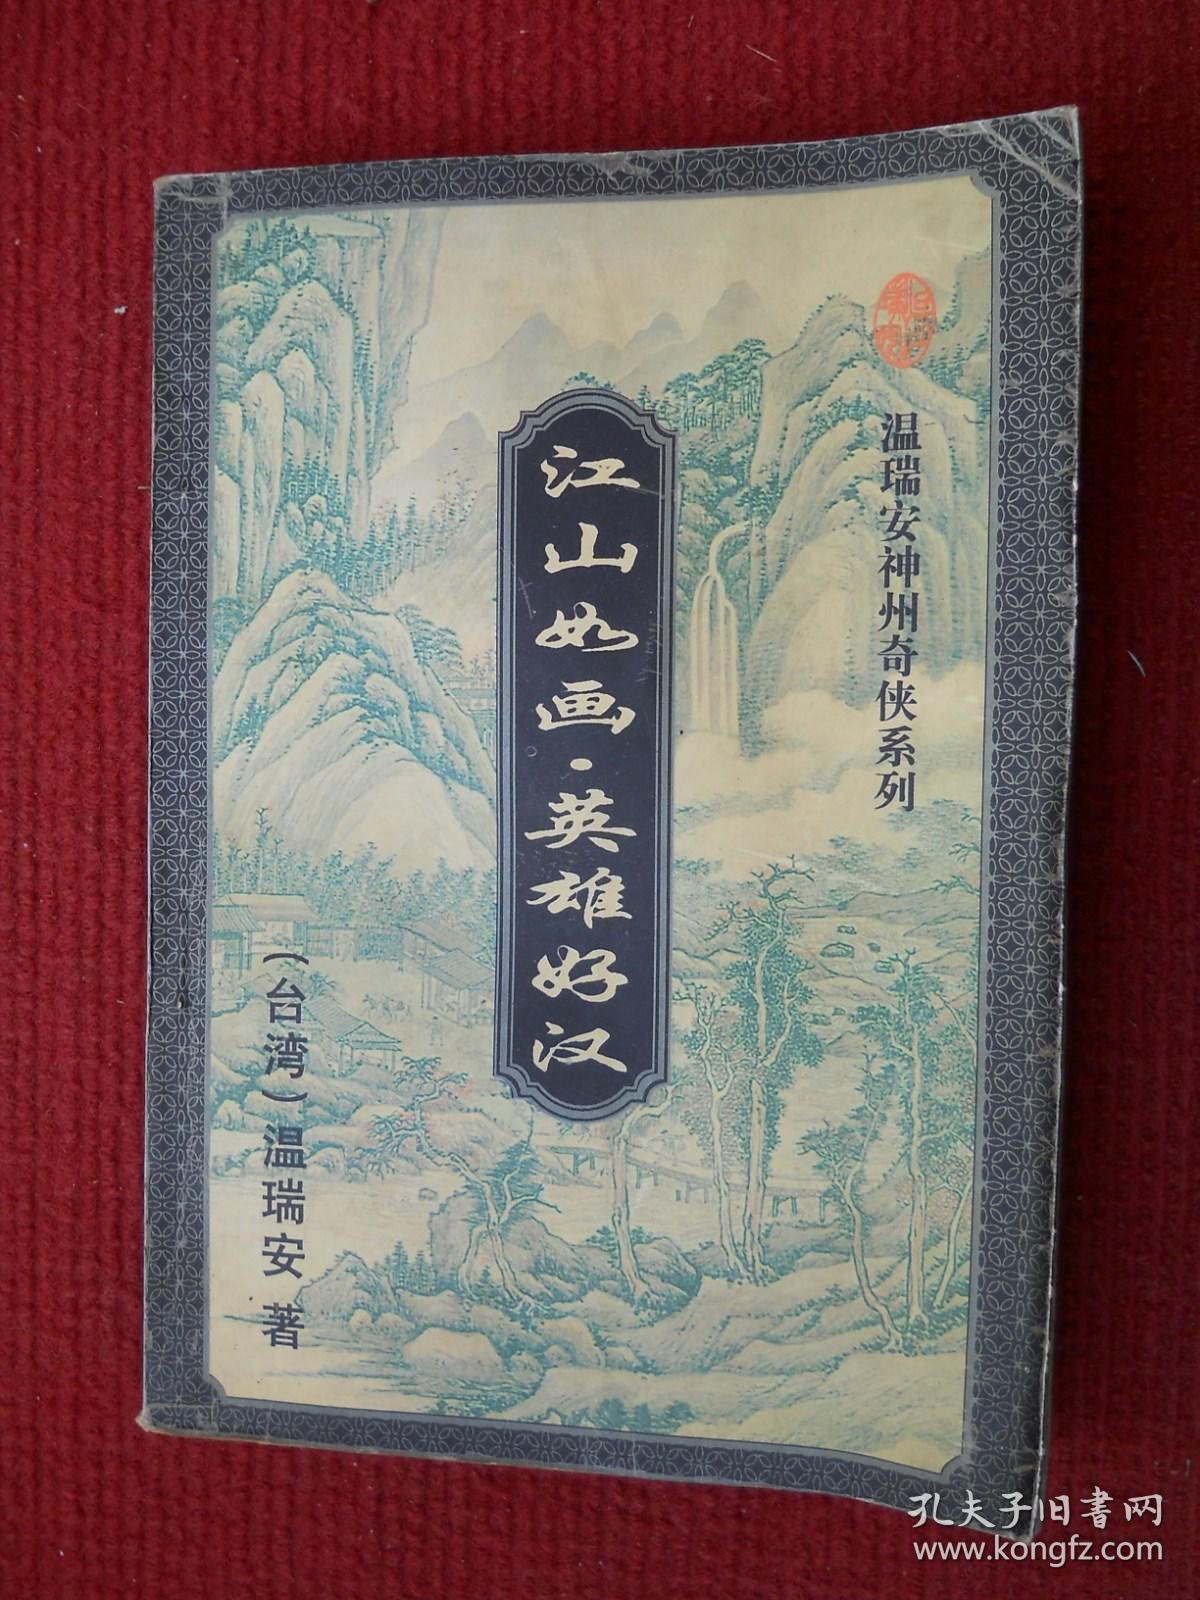 温瑞安神州奇侠系列
江山如画·英雄好汉
（台湾）温瑞安 著
孔夫子旧书网
www.kongfz.com